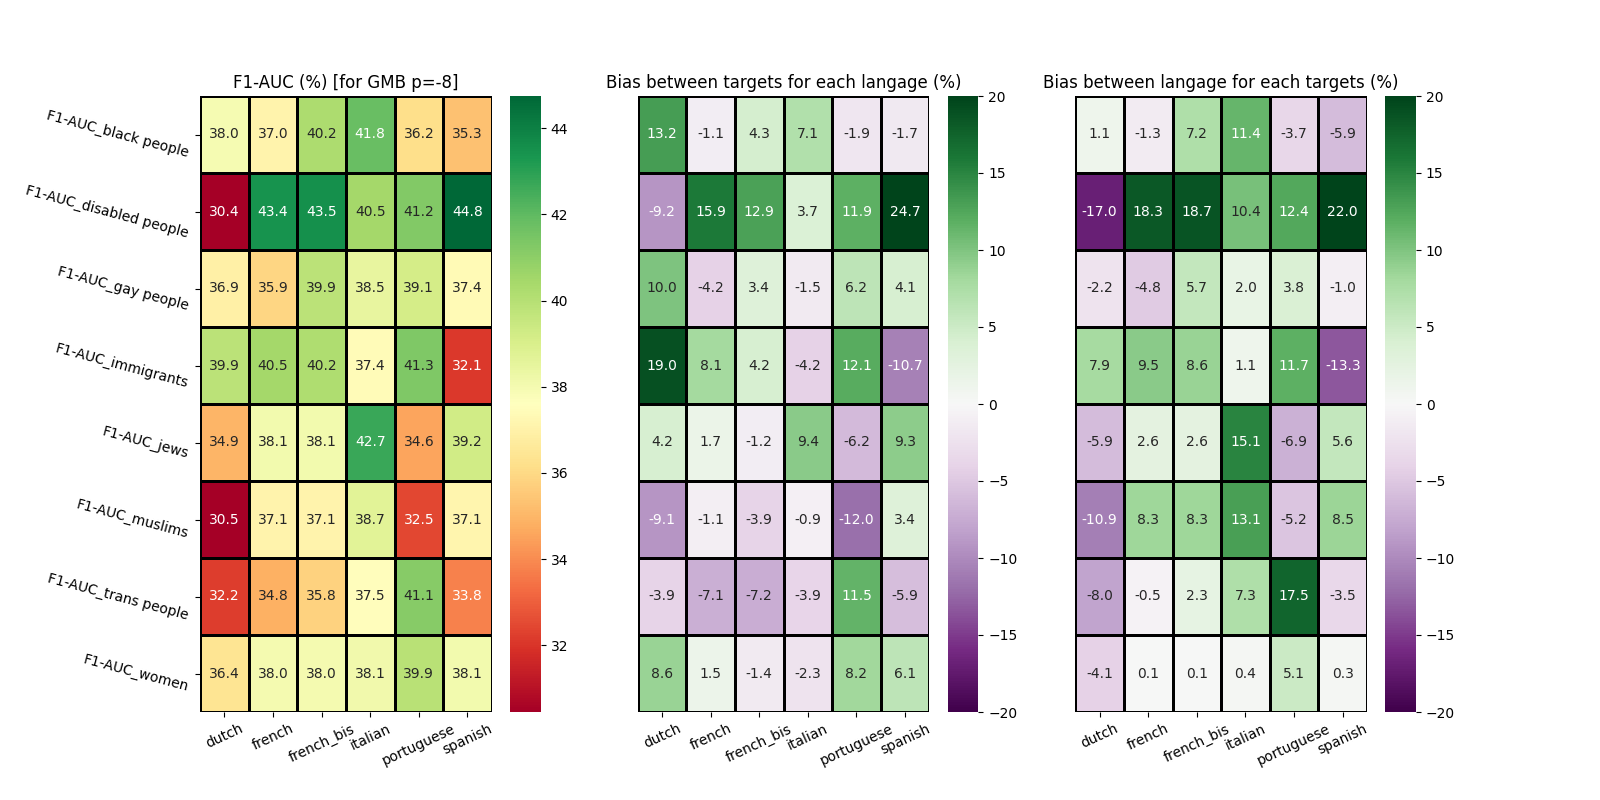 F1-AUC (%) [for GMB p=-8]
Bias between targets for each langage (%)
Bias between langage for each targets (%)
F1-AUC_black people
38.0 37.0 40.2 41.8 36.2 35.3
13.2 -1.1 4.3 7.1 -1.9 -1.7
1.1 -1.3 7.2 11.4 -3.7 -5.9
F1-AUC_disabled people
30.4 43.4 43.5 40.5 41.2 44.8
-9.2 15.9 12.9 3.7 11.9 24.7
-17.0 18.3 18.7 10.4 12.4 22.0
F1-AUC_gay people
36.9 35.9 39.9 38.5 39.1 37.4
10.0 -4.2 3.4 -1.5 6.2 4.1
-2.2 -4.8 5.7 2.0 3.8 -1.0
F1-AUC_immigrants
39.9 40.5 40.2 37.4 41.3 32.1
19.0 8.1 4.2 -4.2 12.1 -10.7
7.9 9.5 8.6 1.1 11.7 -13.3
F1-AUC_jews
34.9 38.1 38.1 42.7 34.6 39.2
4.2 1.7 -1.2 9.4 -6.2 9.3
-5.9 2.6 2.6 15.1 -6.9 5.6
F1-AUC_muslims
30.5 37.1 37.1 38.7 32.5 37.1
-9.1 -1.1 -3.9 -0.9 -12.0 3.4
-10.9 8.3 8.3 13.1 -5.2 8.5
F1-AUC_trans people
32.2 34.8 35.8 37.5 41.1 33.8
-3.9 -7.1 -7.2 -3.9 11.5 -5.9
-8.0 -0.5 2.3 7.3 17.5 -3.5
F1-AUC_women
36.4 38.0 38.0 38.1 39.9 38.1
8.6 1.5 -1.4 -2.3 8.2 6.1
-4.1 0.1 0.1 0.4 5.1 0.3
dutch french french_bis italian portuguese spanish
dutch french french_bis italian portuguese spanish
dutch french french_bis italian portuguese spanish
44
42
40
38
36
34
32
20
15
10
5
0
−5
−10
−15
−20
20
15
10
5
0
−5
−10
−15
−20